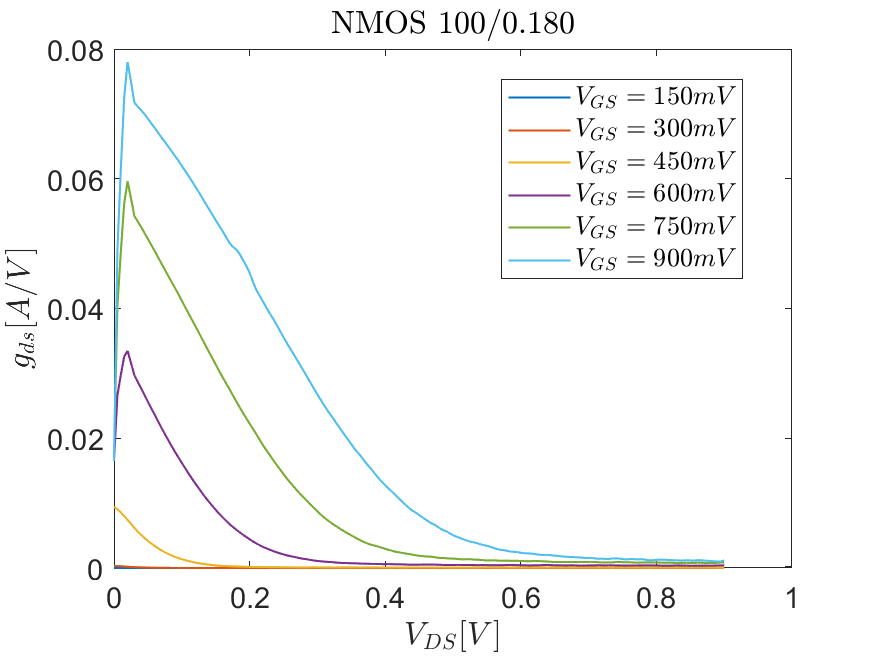 NMOS 100/0.180
0.08
0.06
0.04
0.02
0
g_{ds}[A/V]
V_{GS} = 150mV
V_{GS} = 300mV
V_{GS} = 450mV
V_{GS} = 600mV
V_{GS} = 750mV
V_{GS} = 900mV
0 0.2 0.4 0.6 0.8 1
V_{DS}[V]